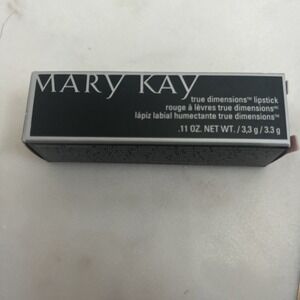 MARY KAY
true dimensions™ lipstick
rouge à lèvres true dimensions™
lápiz labial humectante true dimensions™
.11 OZ. NET WT. / 3,3 g / 3.3 g